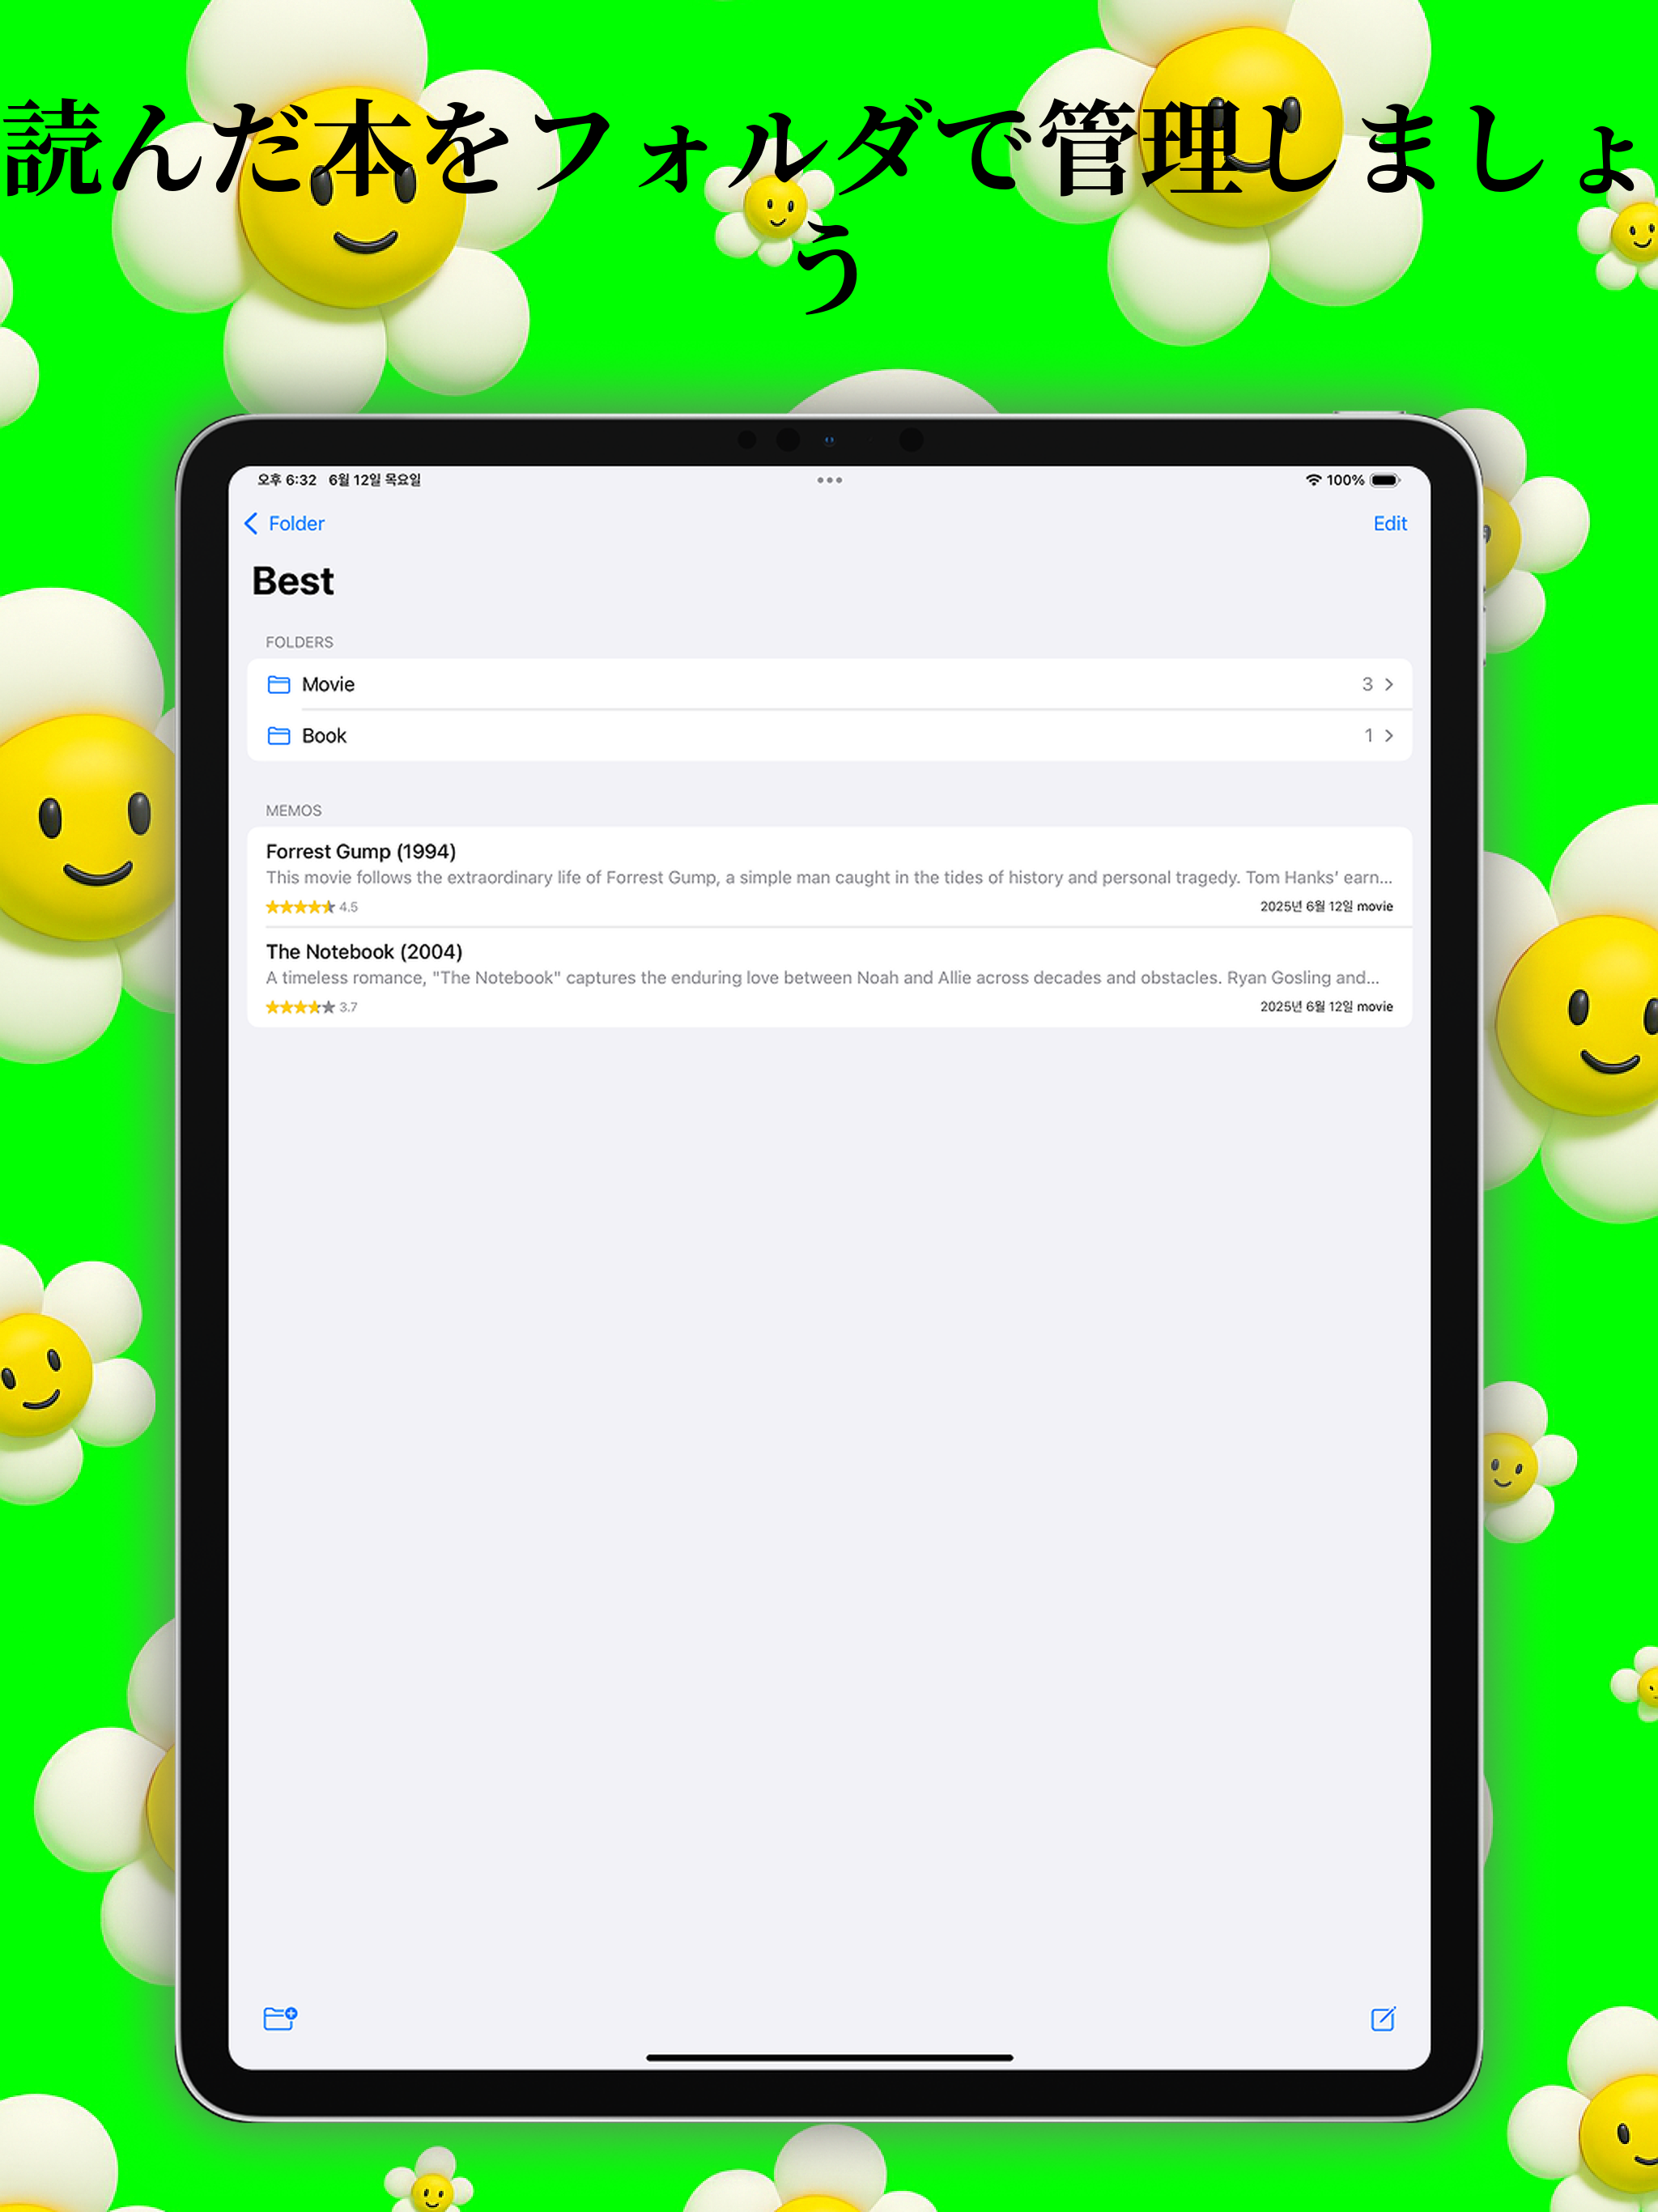 読んだ本をフォルダで管理しましょ
う
오후 6:32 6월 12일 목요일
100%
Folder
Edit
Best
FOLDERS
Movie 3
Book 1
MEMOS
Forrest Gump (1994)
This movie follows the extraordinary life of Forrest Gump, a simple man caught in the tides of history and personal tragedy. Tom Hanks’ earn...
4.5 2025년 6월 12일 movie
The Notebook (2004)
A timeless romance, "The Notebook" captures the enduring love between Noah and Allie across decades and obstacles. Ryan Gosling and...
3.7 2025년 6월 12일 movie